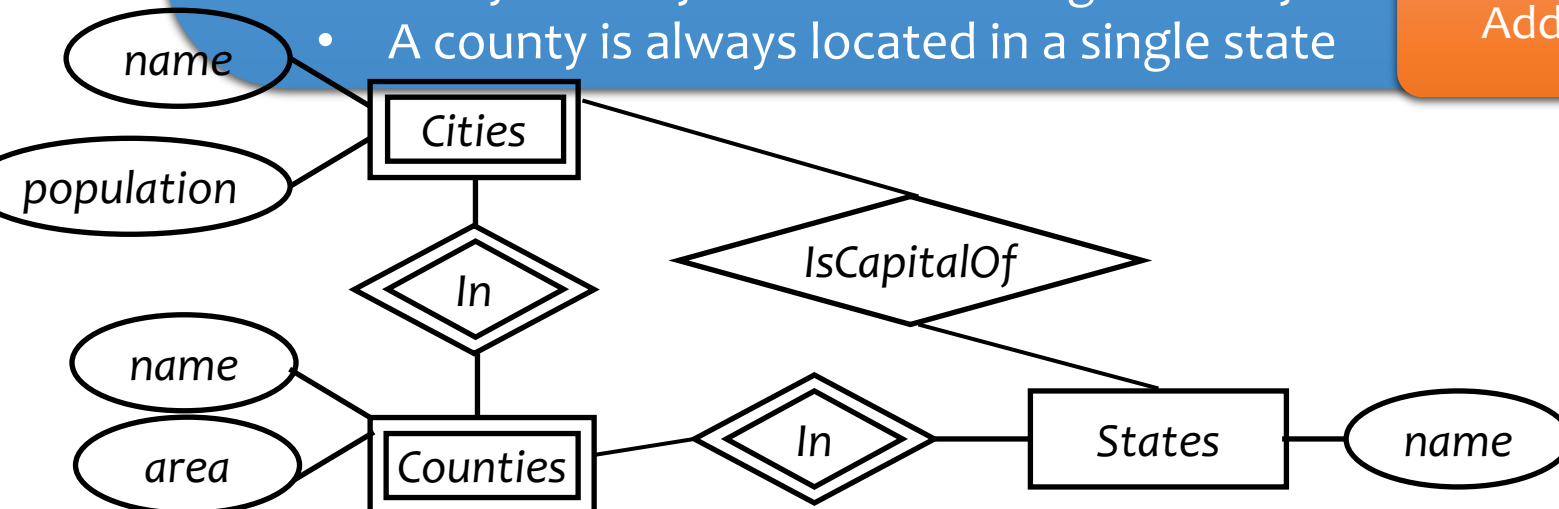 A county is always located in a single state
Add
name
Cities
population
IsCapitalOf
In
name
area
Counties
In
States
name